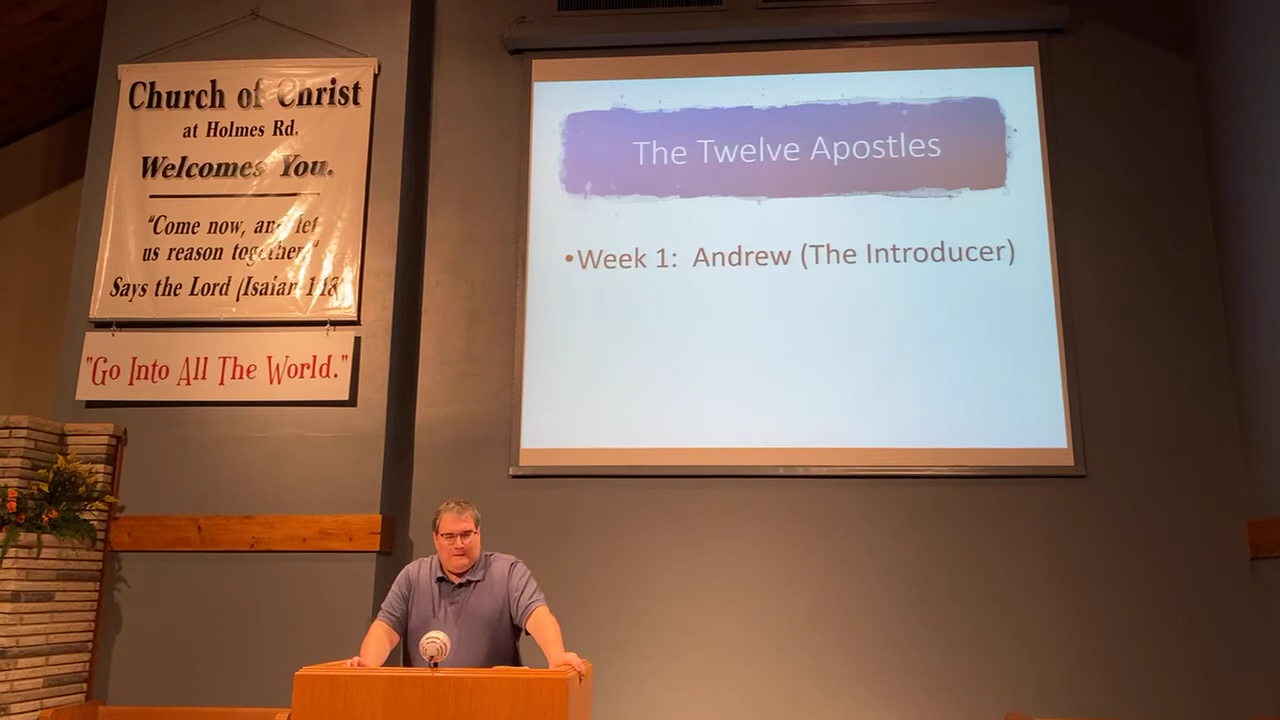 Church of Christ
at Holmes Rd.
Welcomes You.
"Come now, and let
us reason together,"
Says the Lord (Isaiah 1:18)
"Go Into All The World."
The Twelve Apostles
•Week 1: Andrew (The Introducer)